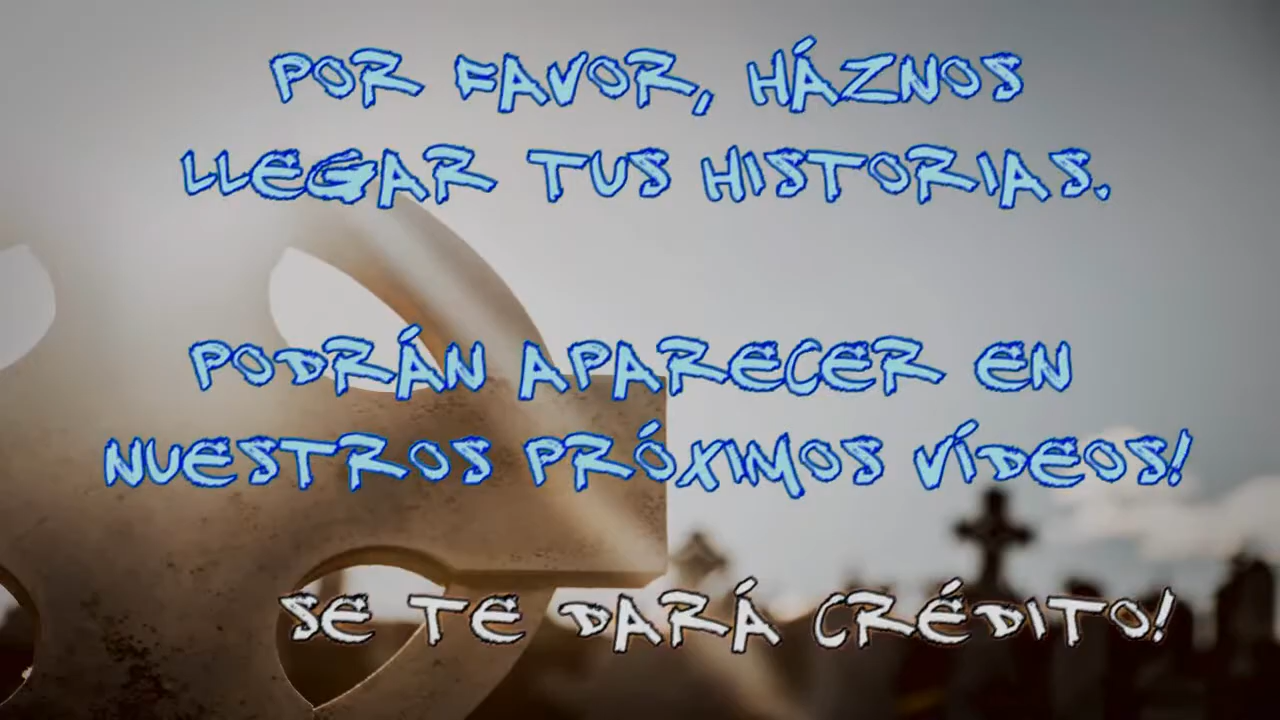 POR FAVOR, HÁZNOS
LLEGAR TUS HISTORIAS.
PODRÁN APARECER EN
NUESTROS PRÓXIMOS VÍDEOS!
SE TE DARÁ CRÉDITO!